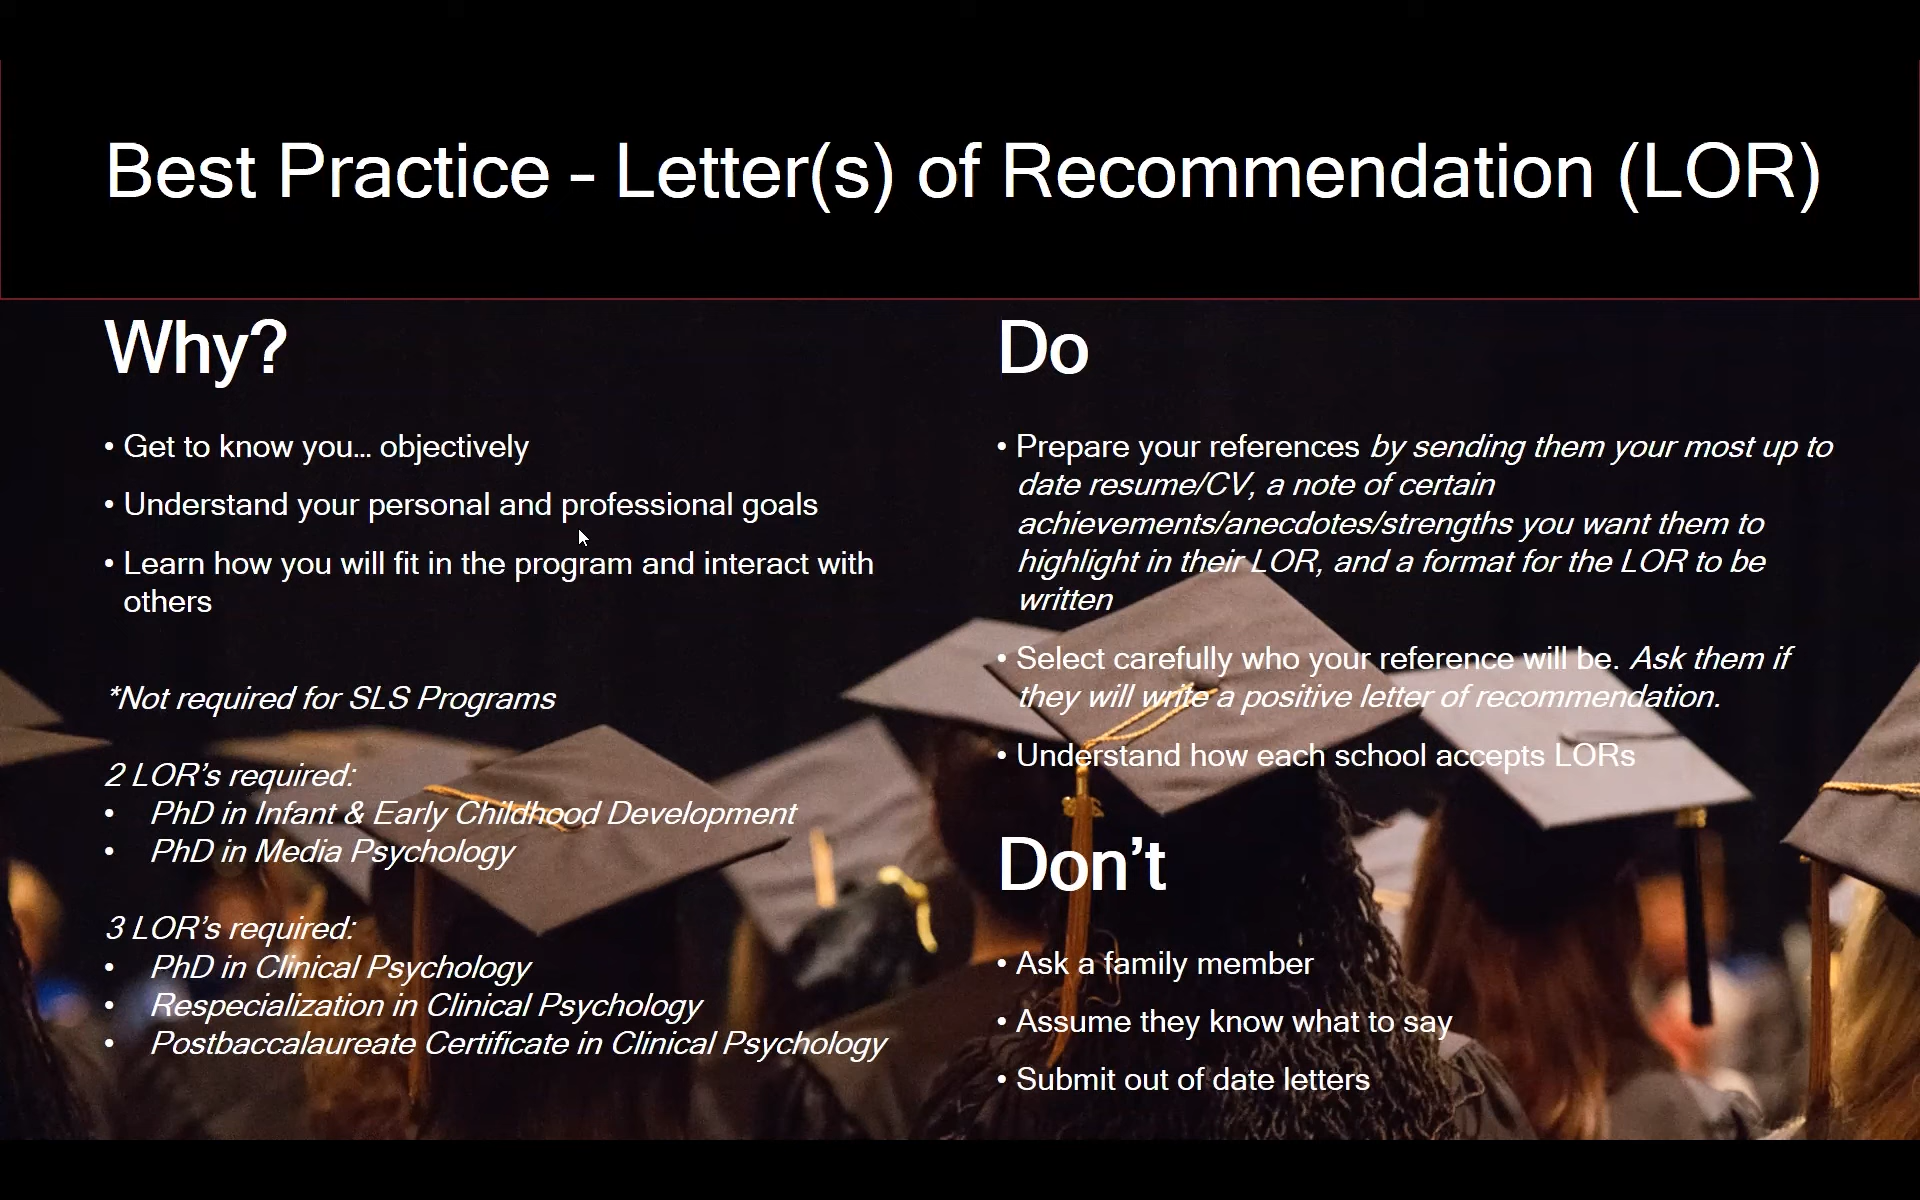 Best Practice – Letter(s) of Recommendation (LOR)
Why?
• Get to know you... objectively
• Understand your personal and professional goals
• Learn how you will fit in the program and interact with
others
*Not required for SLS Programs
2 LOR's required:
• PhD in Infant & Early Childhood Development
• PhD in Media Psychology
3 LOR's required:
• PhD in Clinical Psychology
• Respecialization in Clinical Psychology
• Postbaccalaureate Certificate in Clinical Psychology
Do
• Prepare your references by sending them your most up to
date resume/CV, a note of certain
achievements/anecdotes/strengths you want them to
highlight in their LOR, and a format for the LOR to be
written
• Select carefully who your reference will be. Ask them if
they will write a positive letter of recommendation.
• Understand how each school accepts LORs
Don't
• Ask a family member
• Assume they know what to say
• Submit out of date letters